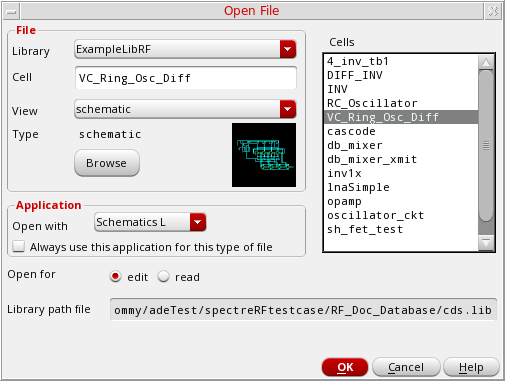 Open File
File
Library ExampleLibRF
Cell VC_Ring_Osc_Diff
View schematic
Type schematic
Browse
Application
Open with Schematics L
Always use this application for this type of file
Cells
4_inv_tb1
DIFF_INV
INV
RC_Oscillator
VC_Ring_Osc_Diff
cascode
db_mixer
db_mixer_xmit
inv1x
lnaSimple
opamp
oscillator_ckt
sh_fet_test
Open for edit read
Library path file ommy/adeTest/spectreRFtestcase/RF_Doc_Database/cds.lib
OK Cancel Help